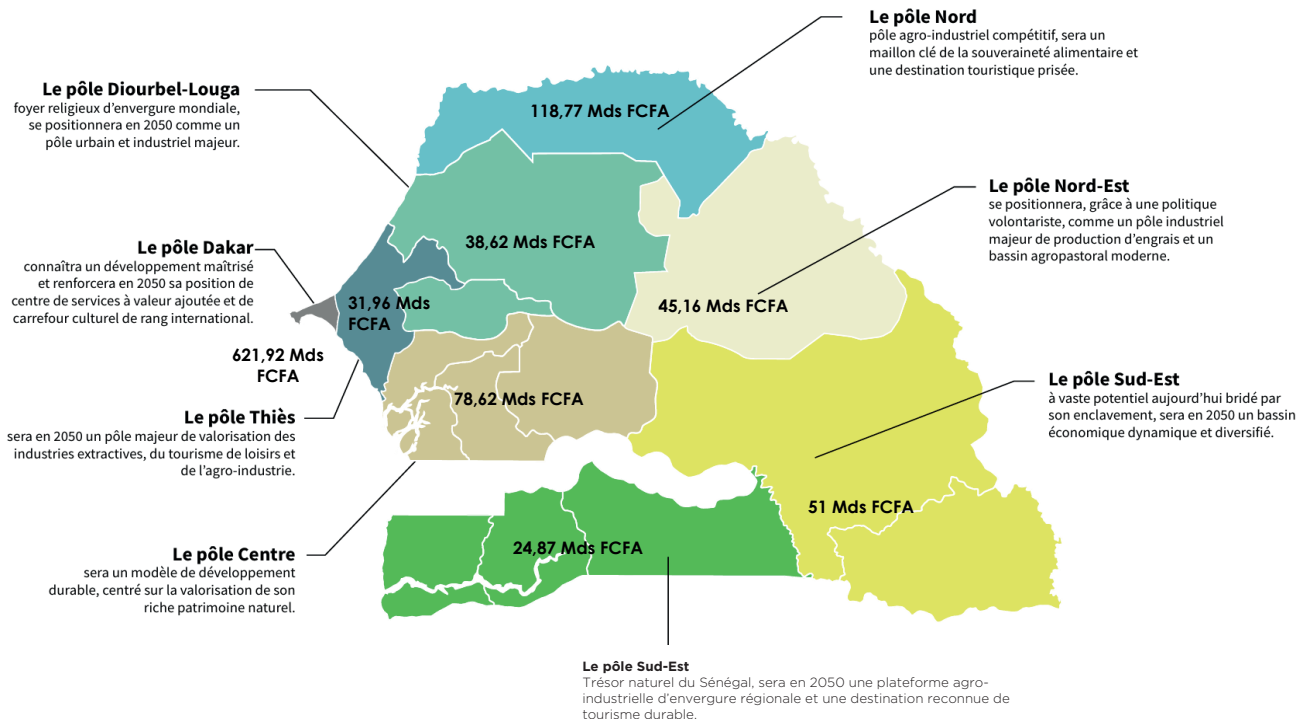 Le pôle Nord
pôle agro-industriel compétitif, sera un
maillon clé de la souveraineté alimentaire et
une destination touristique prisée.
Le pôle Diourbel-Louga
foyer religieux d'envergure mondiale,
se positionnera en 2050 comme un
pôle urbain et industriel majeur.
118,77 Mds FCFA
Le pôle Nord-Est
se positionnera, grâce à une politique
volontariste, comme un pôle industriel
majeur de production d'engrais et un
bassin agropastoral moderne.
38,62 Mds FCFA
Le pôle Dakar
connaîtra un développement maîtrisé
et renforcera en 2050 sa position de
centre de services à valeur ajoutée et de
carrefour culturel de rang international.
31,96 Mds
FCFA
45,16 Mds FCFA
621,92 Mds
FCFA
Le pôle Sud-Est
à vaste potentiel aujourd'hui bridé par
son enclavement, sera en 2050 un bassin
économique dynamique et diversifié.
78,62 Mds FCFA
Le pôle Thiès
sera en 2050 un pôle majeur de valorisation des
industries extractives, du tourisme de loisirs et
de l'agro-industrie.
51 Mds FCFA
24,87 Mds FCFA
Le pôle Centre
sera un modèle de développement
durable, centré sur la valorisation de son
riche patrimoine naturel.
Le pôle Sud-Est
Trésor naturel du Sénégal, sera en 2050 une plateforme agro-
industrielle d'envergure régionale et une destination reconnue de
tourisme durable.